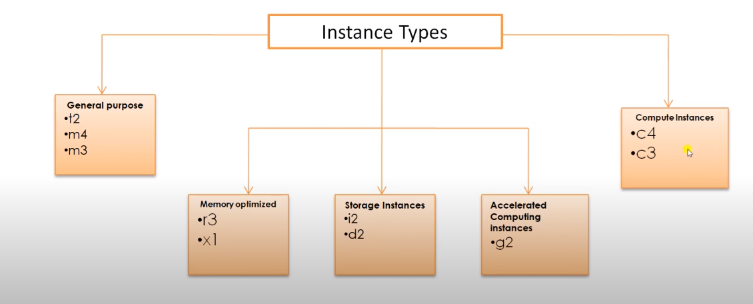 Instance Types
General purpose
•t2
•m4
•m3
Compute Instances
•c4
•c3
Memory optimized
•r3
•x1
Storage Instances
•i2
•d2
Accelerated
Computing
instances
•g2